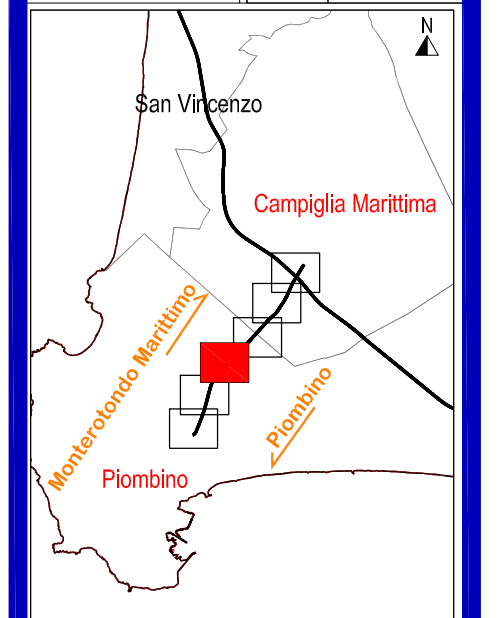 N
San Vincenzo
Campiglia Marittima
Monterotondo Marittimo
Piombino
Piombino